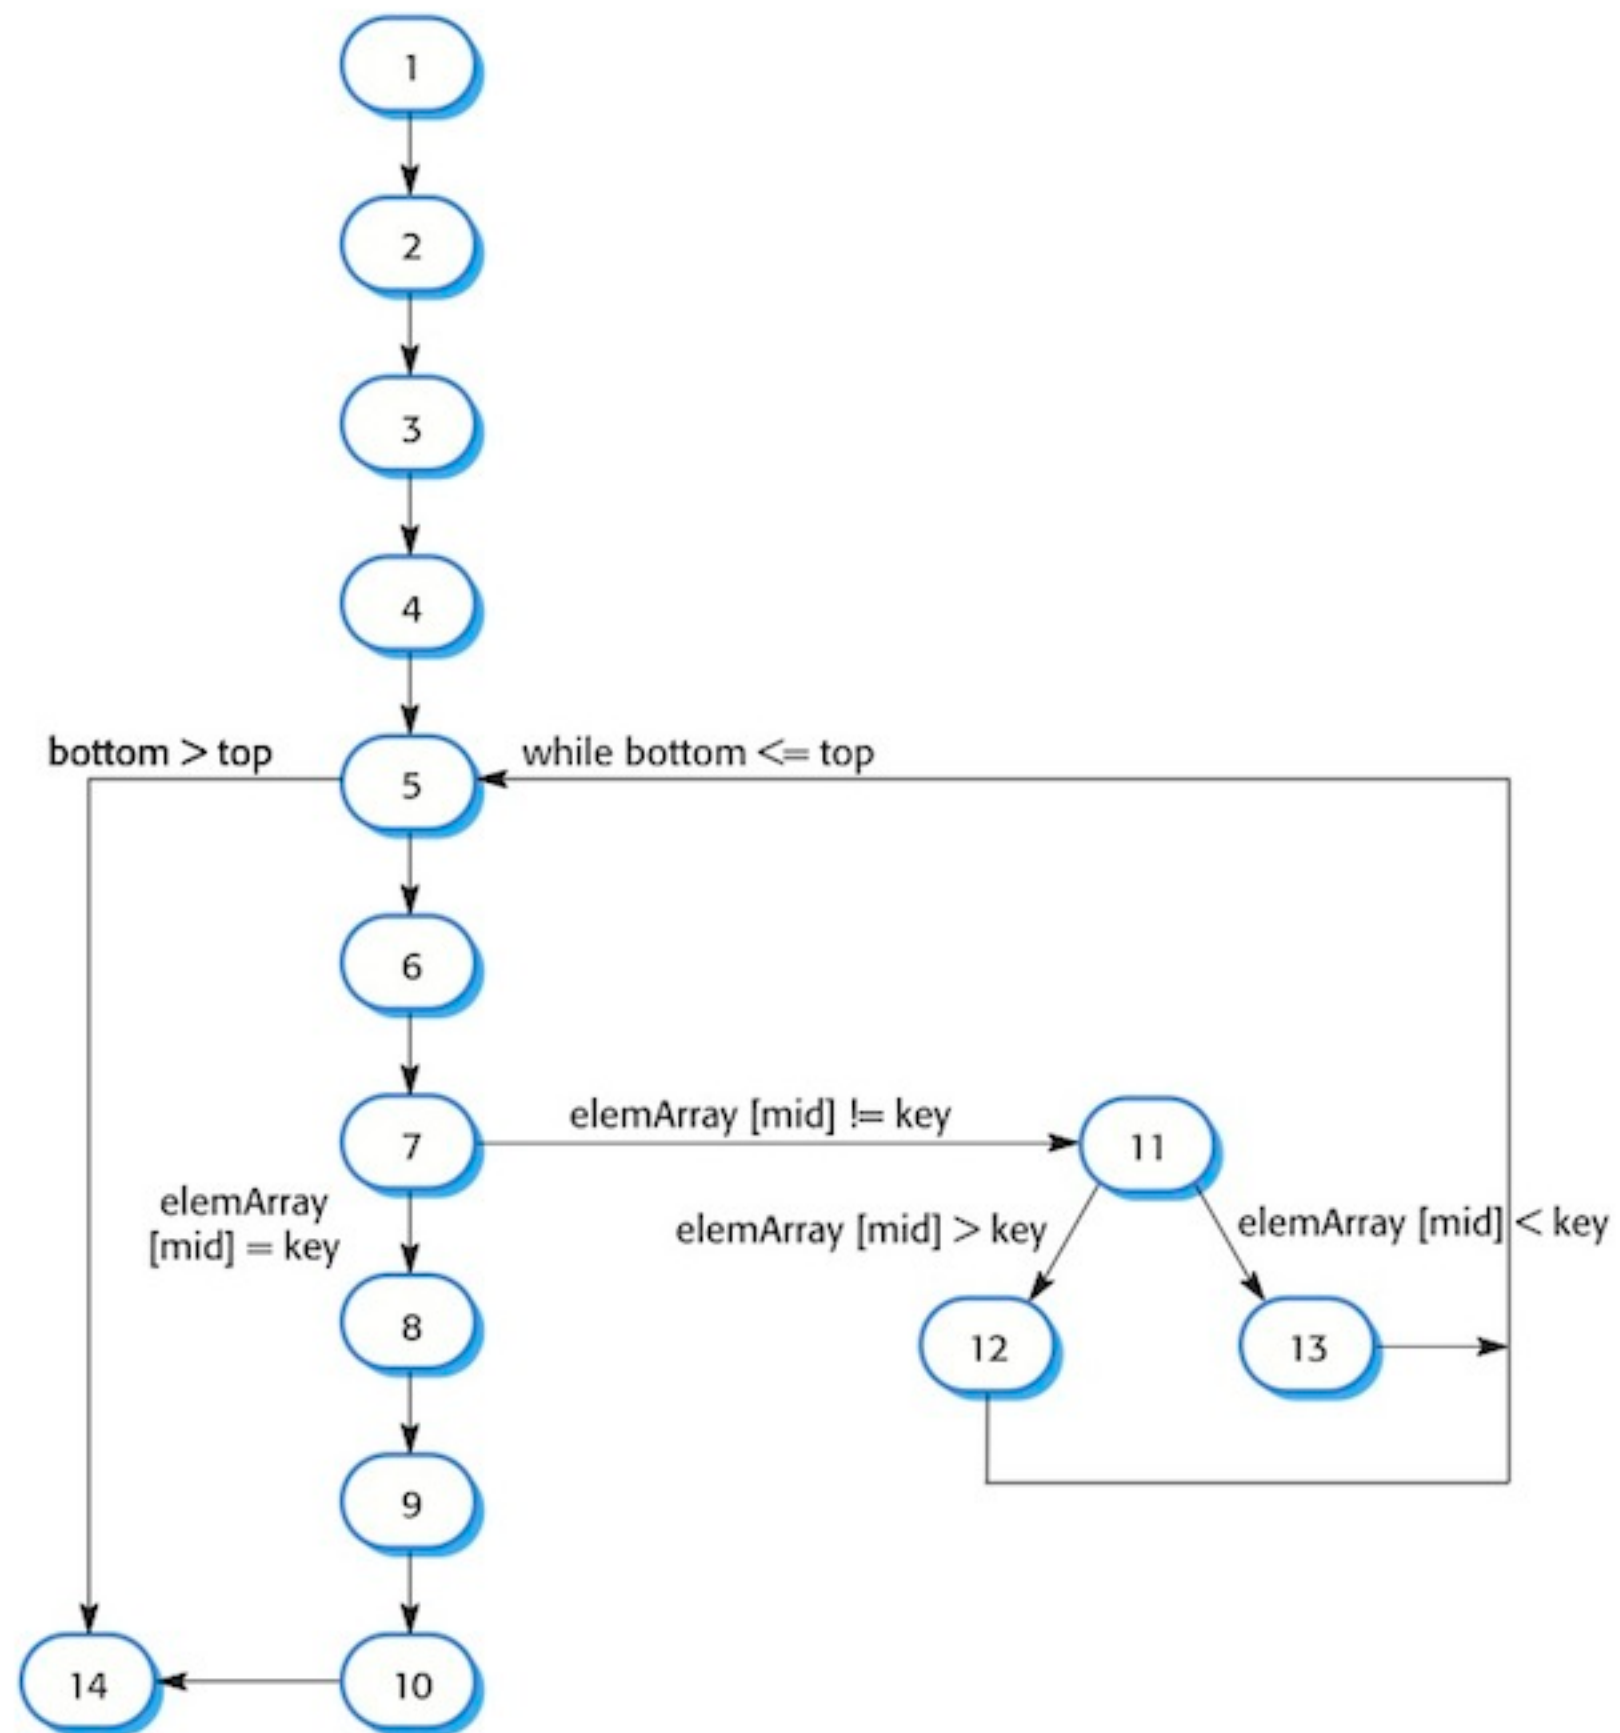 1
2
3
4
bottom > top
while bottom <= top
5
6
elemArray [mid] != key
7
11
elemArray
[mid] = key
elemArray [mid] > key
elemArray [mid] < key
8
12
13
9
14
10